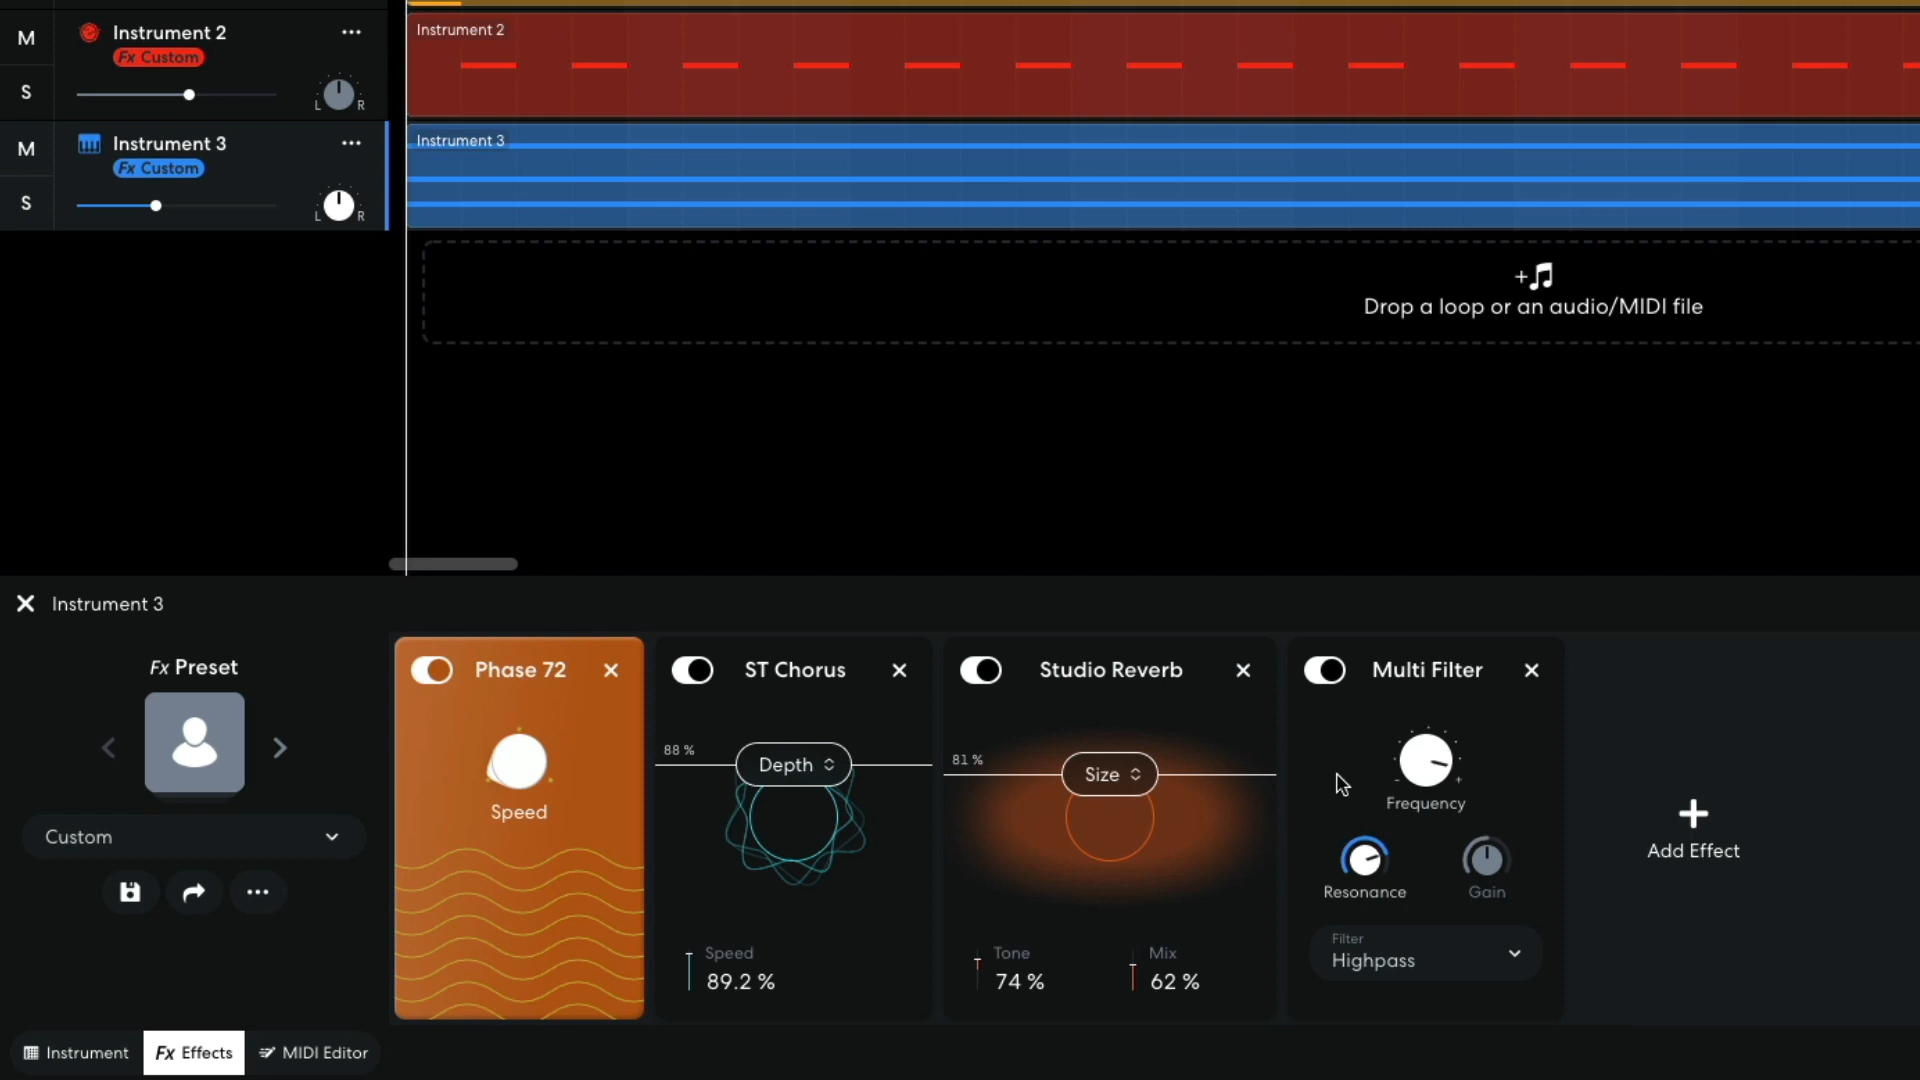 M
Instrument 2
...
Fx Custom
S
L R
Instrument 2
M
Instrument 3
...
Fx Custom
S
L R
Instrument 3
Drop a loop or an audio/MIDI file
Instrument 3
Fx Preset
Custom
...
Phase 72
Speed
ST Chorus
88 %
Depth
Speed
89.2 %
Studio Reverb
81 %
Size
Tone
74 %
Mix
62 %
Multi Filter
- +
Frequency
Resonance
Gain
Filter
Highpass
Add Effect
Instrument
Fx Effects
MIDI Editor